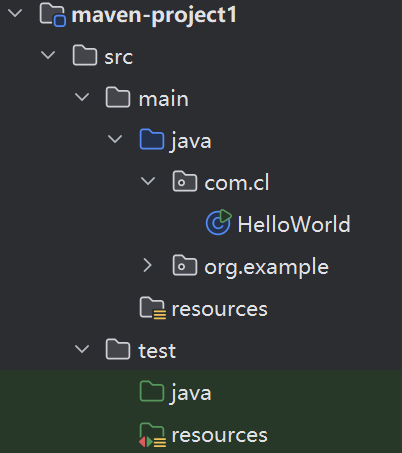 maven-project1
src
main
java
com.cl
HelloWorld
org.example
resources
test
java
resources